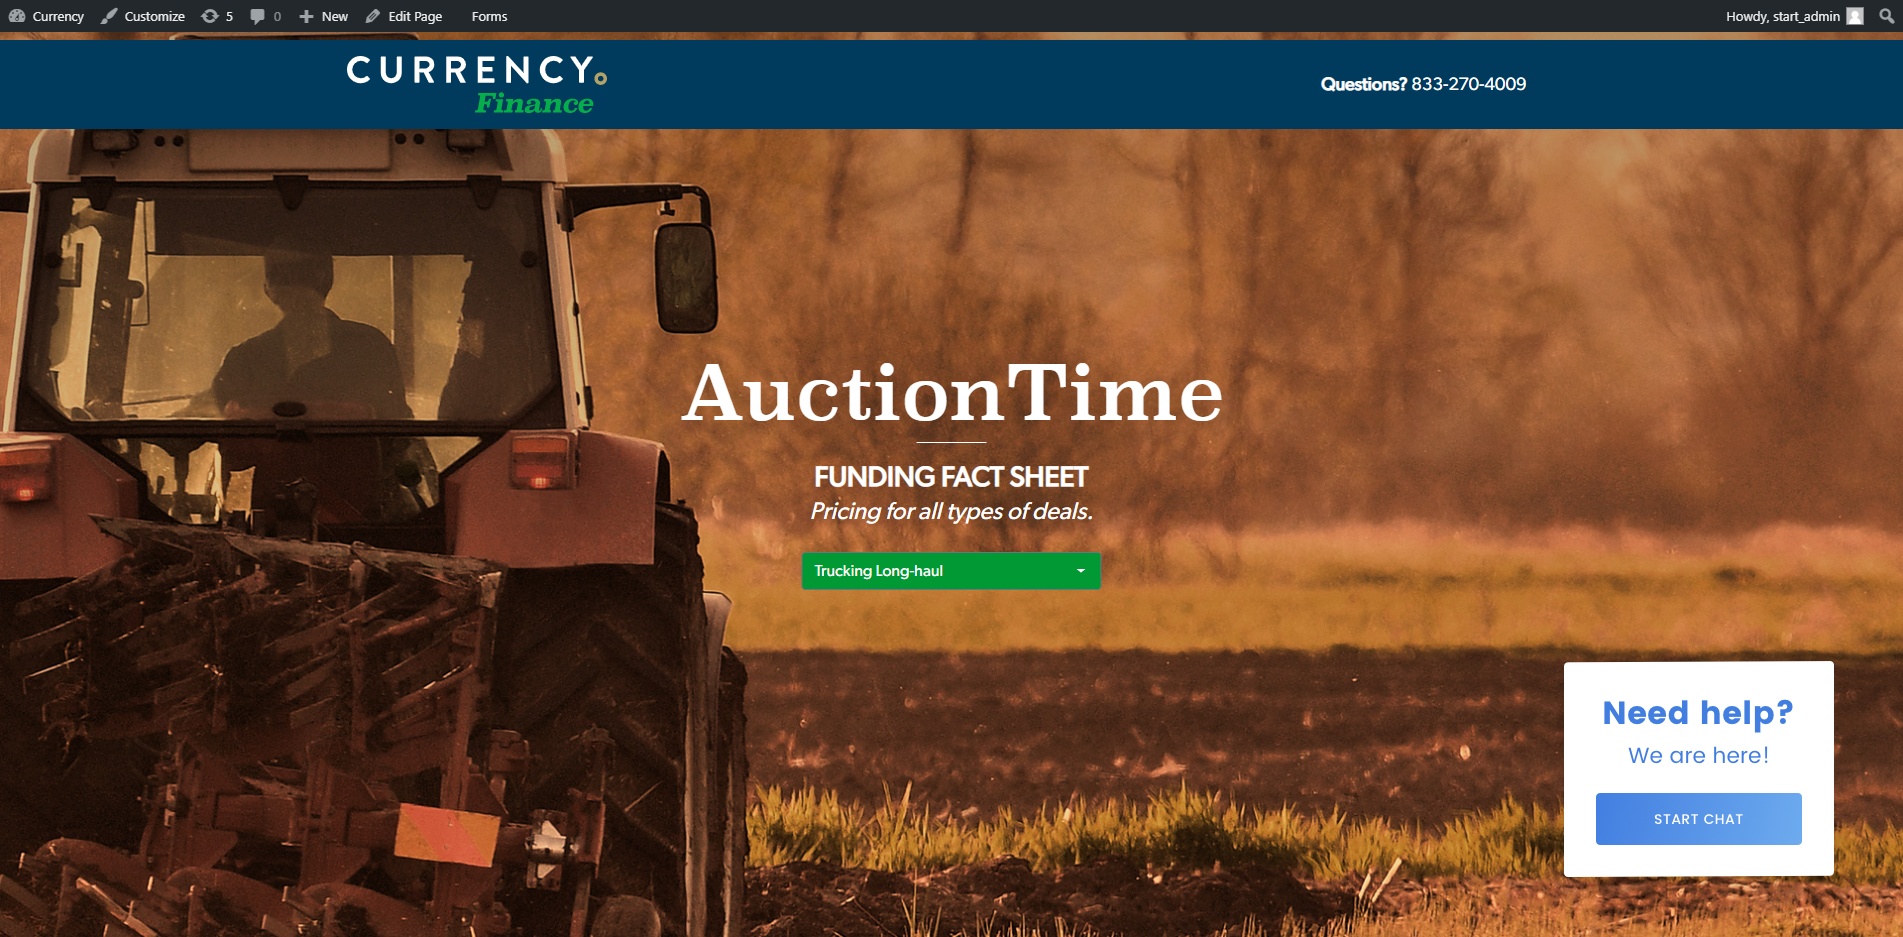 Currency Customize 5 0 New Edit Page Forms Howdy, start_admin
CURRENCY
Finance
Questions? 833-270-4009
AuctionTime
FUNDING FACT SHEET
Pricing for all types of deals.
Trucking Long-haul
Need help?
We are here!
START CHAT